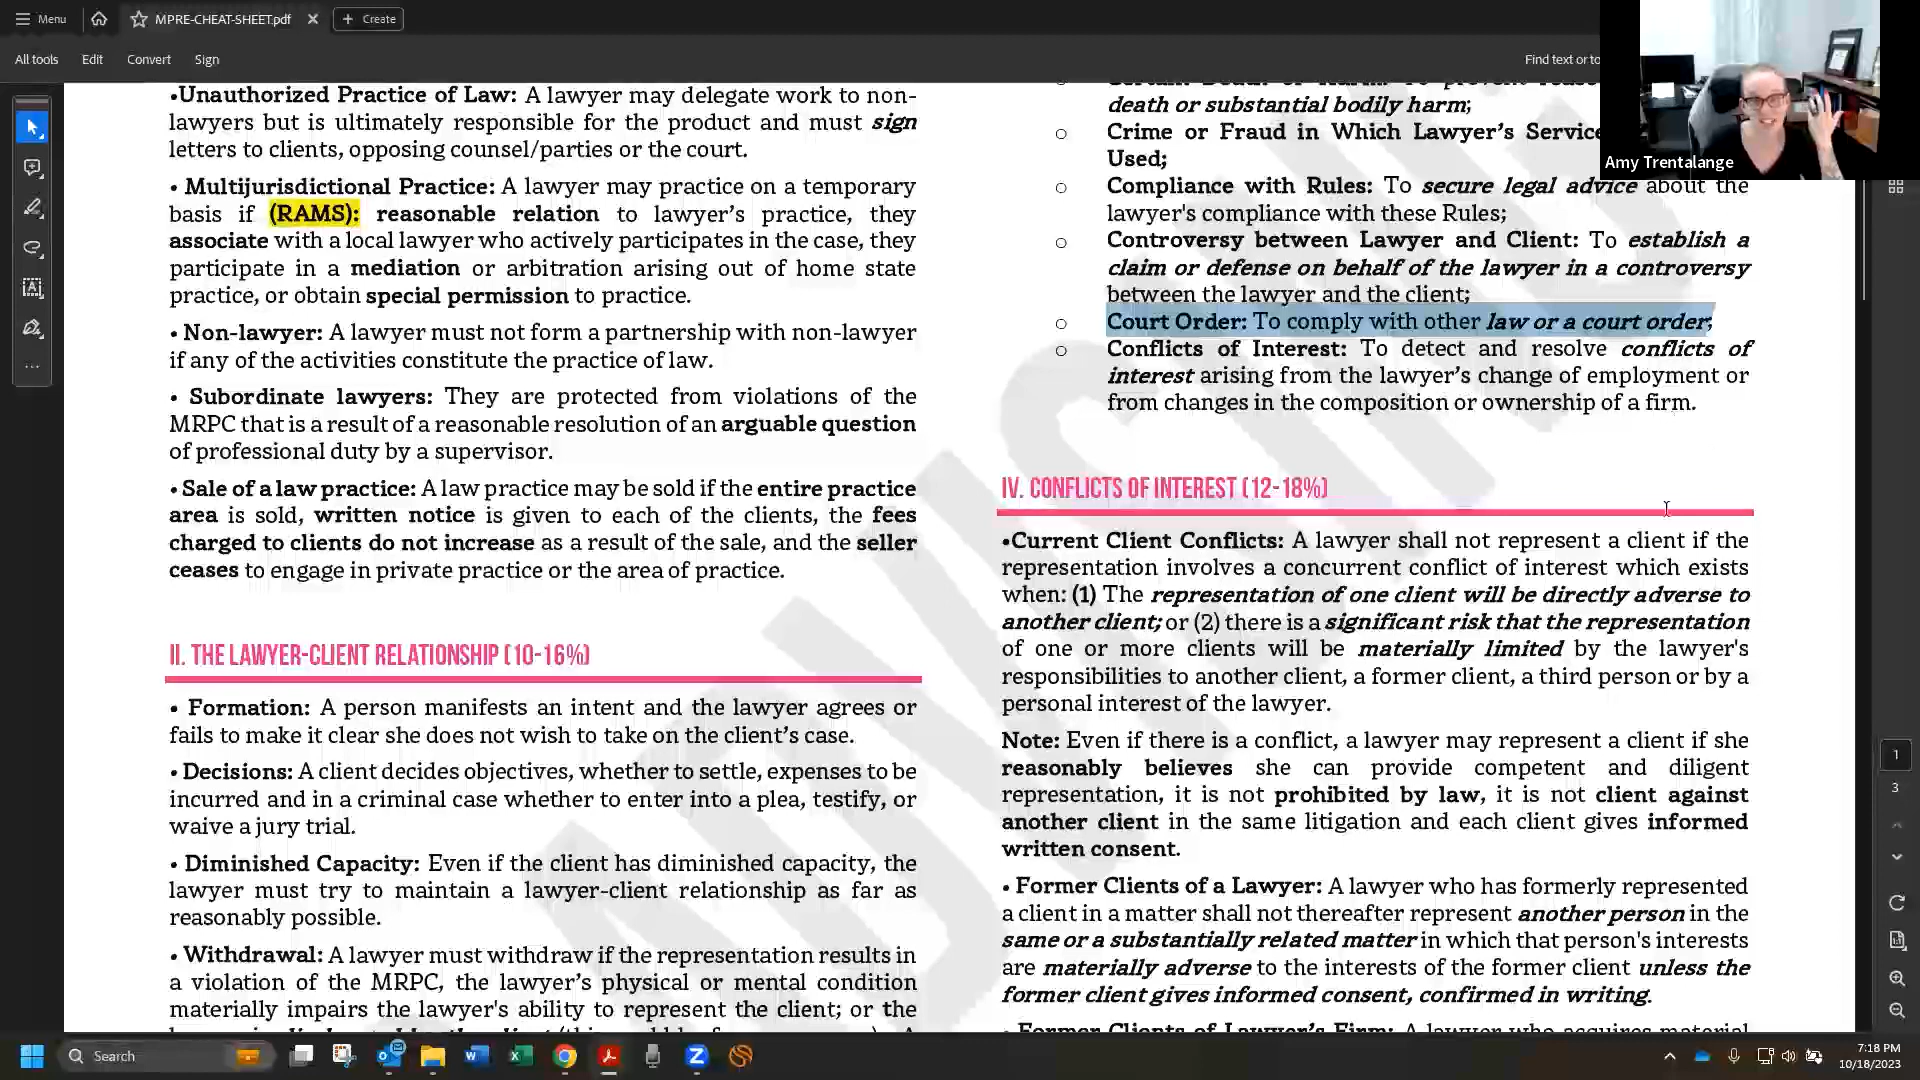 Menu
MPRE-CHEAT-SHEET.pdf
Create
All tools
Edit
Convert
Sign
Find text or to
Amy Trentalange
•Unauthorized Practice of Law: A lawyer may delegate work to non-
lawyers but is ultimately responsible for the product and must sign
letters to clients, opposing counsel/parties or the court.
• Multijurisdictional Practice: A lawyer may practice on a temporary
basis if (RAMS): reasonable relation to lawyer's practice, they
associate with a local lawyer who actively participates in the case, they
participate in a mediation or arbitration arising out of home state
practice, or obtain special permission to practice.
• Non-lawyer: A lawyer must not form a partnership with non-lawyer
if any of the activities constitute the practice of law.
• Subordinate lawyers: They are protected from violations of the
MRPC that is a result of a reasonable resolution of an arguable question
of professional duty by a supervisor.
• Sale of a law practice: A law practice may be sold if the entire practice
area is sold, written notice is given to each of the clients, the fees
charged to clients do not increase as a result of the sale, and the seller
ceases to engage in private practice or the area of practice.
II. THE LAWYER-CLIENT RELATIONSHIP (10-16%)
• Formation: A person manifests an intent and the lawyer agrees or
fails to make it clear she does not wish to take on the client's case.
• Decisions: A client decides objectives, whether to settle, expenses to be
incurred and in a criminal case whether to enter into a plea, testify, or
waive a jury trial.
• Diminished Capacity: Even if the client has diminished capacity, the
lawyer must try to maintain a lawyer-client relationship as far as
reasonably possible.
• Withdrawal: A lawyer must withdraw if the representation results in
a violation of the MRPC, the lawyer's physical or mental condition
materially impairs the lawyer's ability to represent the client; or the
death or substantial bodily harm;
Crime or Fraud in Which Lawyer's Service
Used;
Compliance with Rules: To secure legal advice about the
lawyer's compliance with these Rules;
Controversy between Lawyer and Client: To establish a
claim or defense on behalf of the lawyer in a controversy
between the lawyer and the client;
Court Order: To comply with other law or a court order;
Conflicts of Interest: To detect and resolve conflicts of
interest arising from the lawyer's change of employment or
from changes in the composition or ownership of a firm.
IV. CONFLICTS OF INTEREST (12-18%)
•Current Client Conflicts: A lawyer shall not represent a client if the
representation involves a concurrent conflict of interest which exists
when: (1) The representation of one client will be directly adverse to
another client; or (2) there is a significant risk that the representation
of one or more clients will be materially limited by the lawyer's
responsibilities to another client, a former client, a third person or by a
personal interest of the lawyer.
Note: Even if there is a conflict, a lawyer may represent a client if she
reasonably believes she can provide competent and diligent
representation, it is not prohibited by law, it is not client against
another client in the same litigation and each client gives informed
written consent.
• Former Clients of a Lawyer: A lawyer who has formerly represented
a client in a matter shall not thereafter represent another person in the
same or a substantially related matter in which that person's interests
are materially adverse to the interests of the former client unless the
former client gives informed consent, confirmed in writing.
• Former Clients of Lawyer's Firm: A lawyer who acquires material
1
3
Search
7:18 PM
10/18/2023